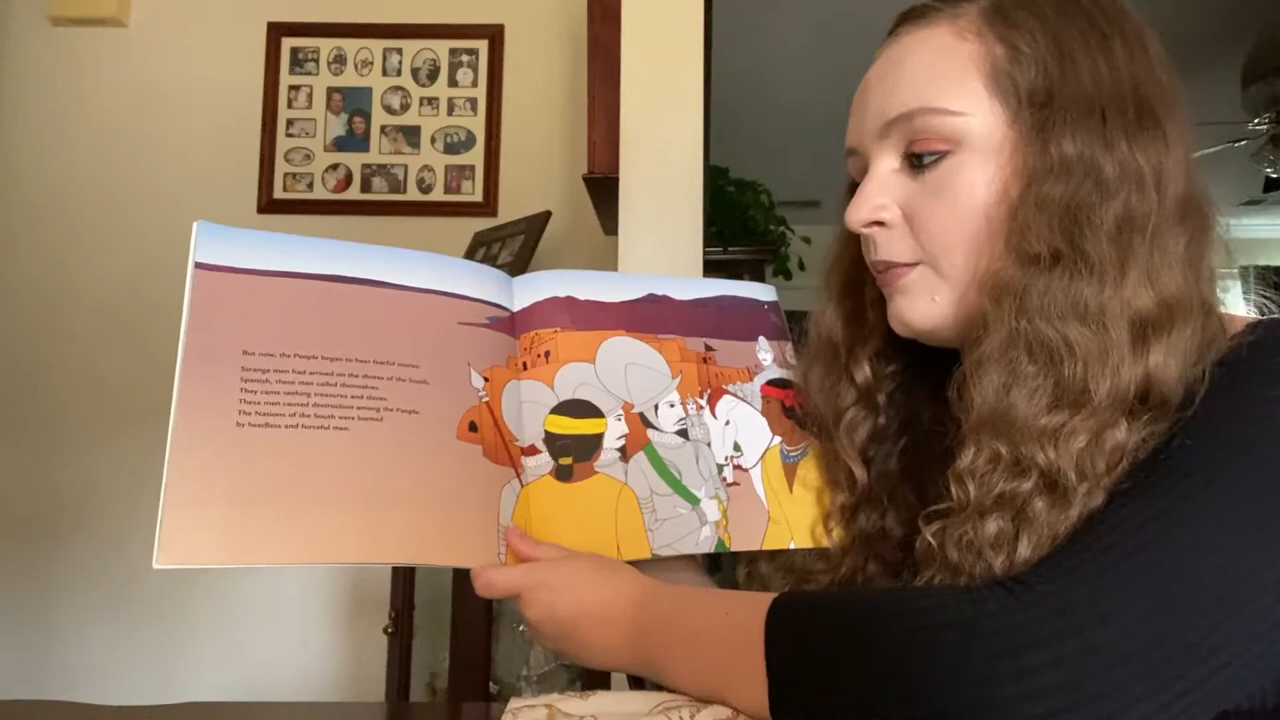 But now, the People began to hear fearful stories.
Strange men had arrived on the shores of the South.
Spanish, these men called themselves.
They came seeking treasures and slaves.
These men caused destruction among the People.
The Nations of the South were burned
by heedless and forceful men.